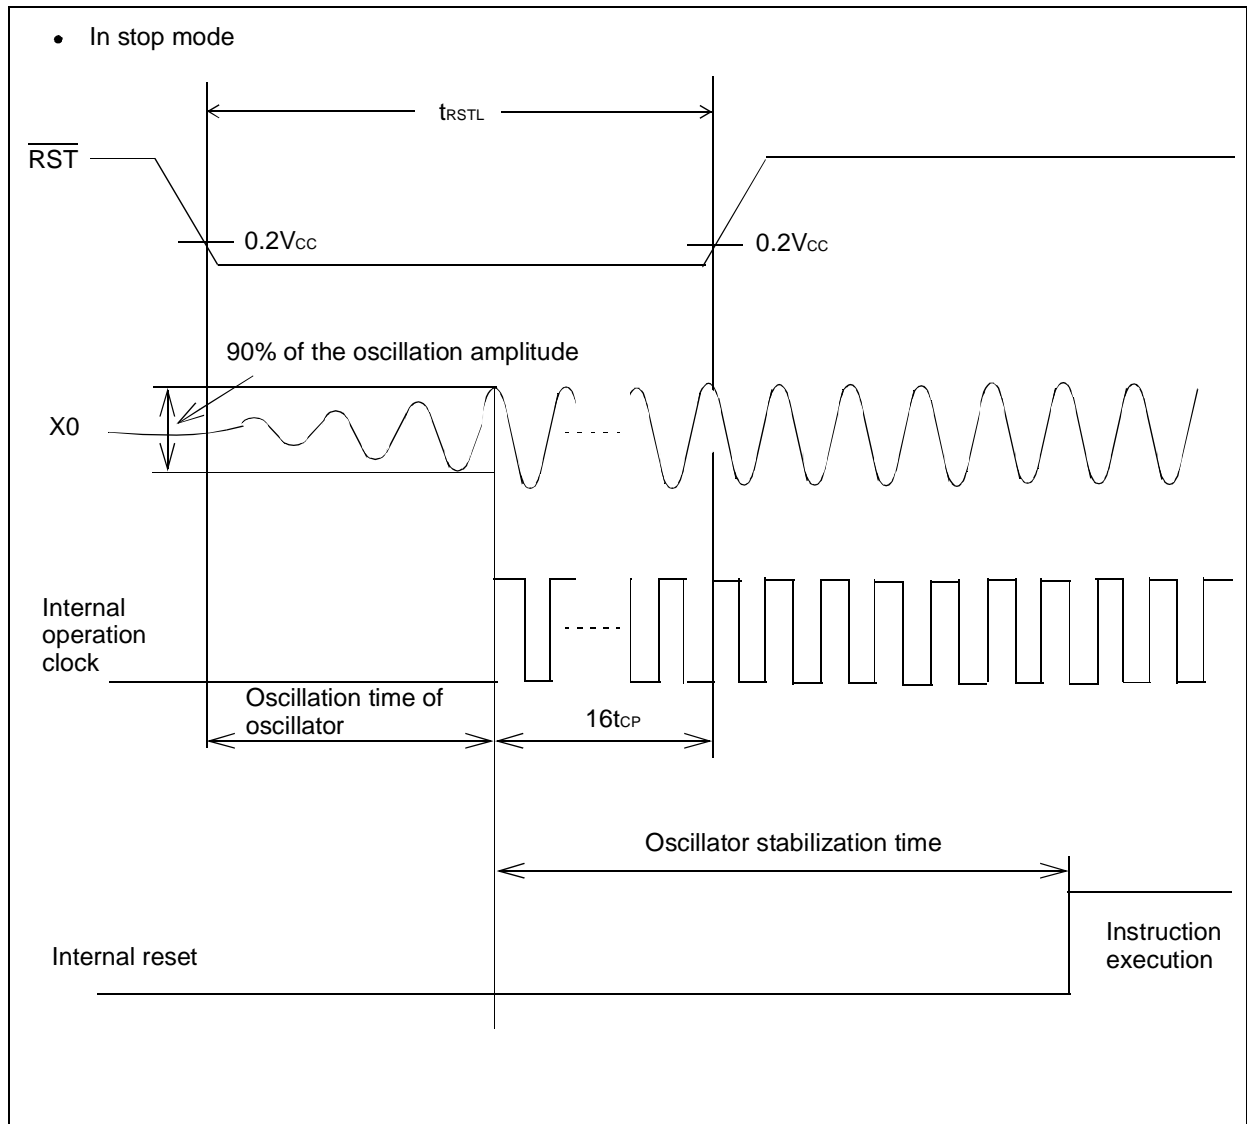 • In stop mode
tRSTL
RST
0.2VCC
0.2VCC
90% of the oscillation amplitude
X0
Internal
operation
clock
Oscillation time of
oscillator
16tCP
Oscillator stabilization time
Instruction
execution
Internal reset